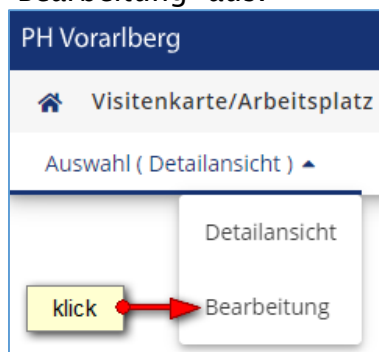 "Bearbeitung" aus.
PH Vorarlberg
Visitenkarte/Arbeitsplatz
Auswahl ( Detailansicht )
Detailansicht
klick
Bearbeitung